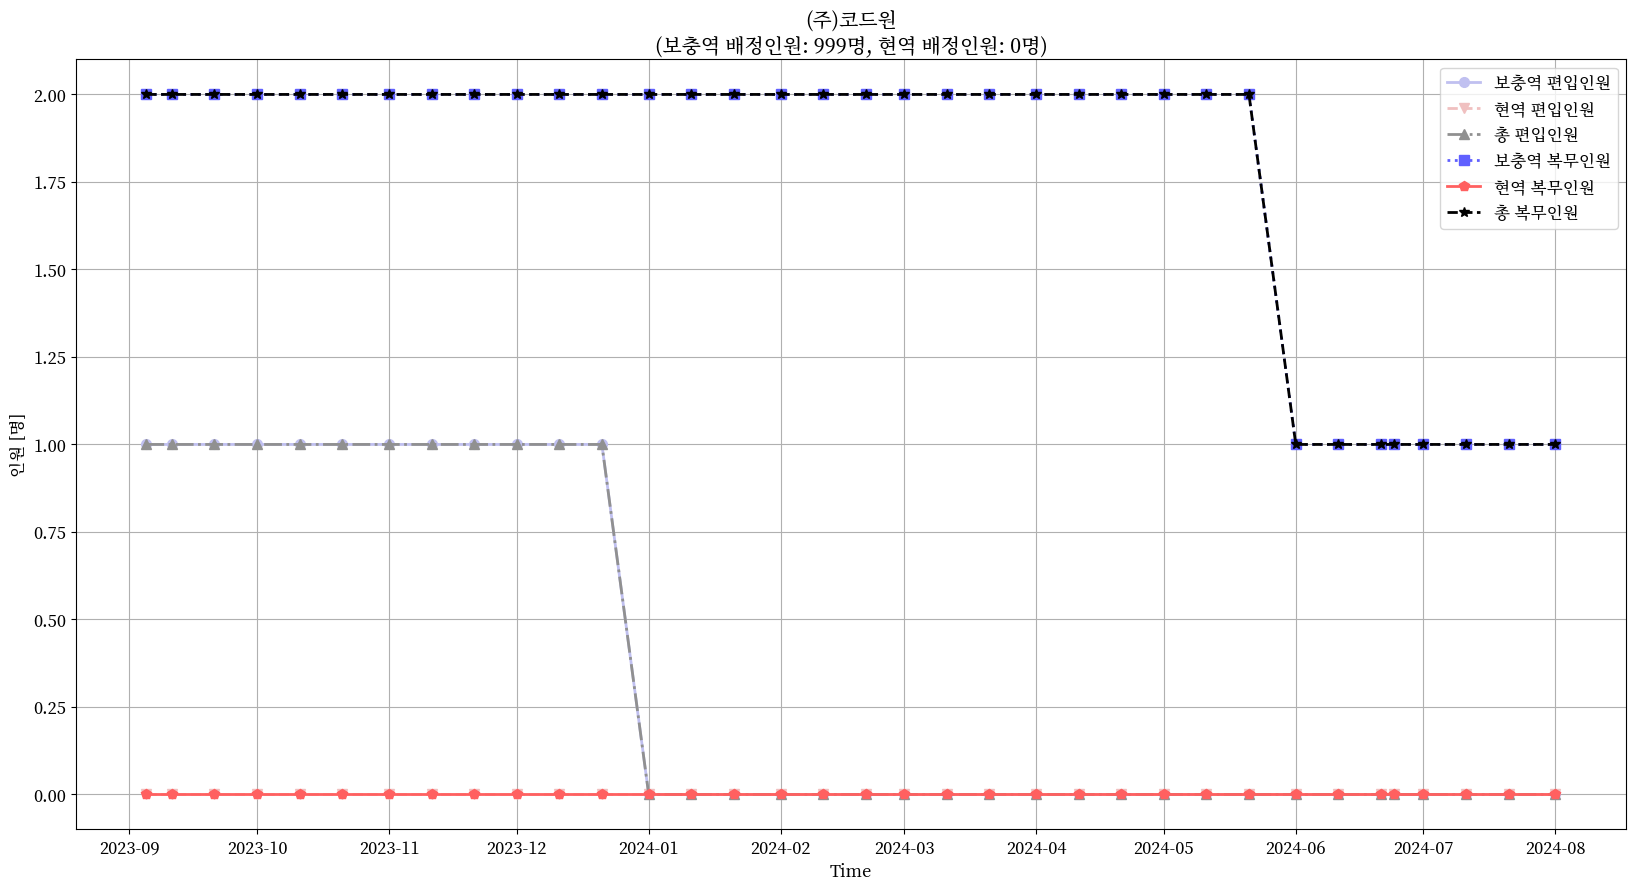 (주)코드원
(보충역 배정인원: 999명, 현역 배정인원: 0명)
보충역 편입인원
현역 편입인원
총 편입인원
보충역 복무인원
현역 복무인원
총 복무인원
2.00
1.75
1.50
1.25
1.00
0.75
0.50
0.25
0.00
인원 [명]
2023-09 2023-10 2023-11 2023-12 2024-01 2024-02 2024-03 2024-04 2024-05 2024-06 2024-07 2024-08
Time